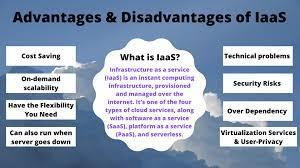 Advantages & Disadvantages of IaaS
Cost Saving
On-demand
scalability
Have the Flexibility
You Need
Can also run when
server goes down
What is IaaS?
Infrastructure as a service
(IaaS) is an instant computing
infrastructure, provisioned
and managed over the
internet. It's one of the four
types of cloud services, along
with software as a service
(SaaS), platform as a service
(PaaS), and serverless.
Technical problems
Security Risks
Over Dependency
Virtualization Services
& User-Privacy